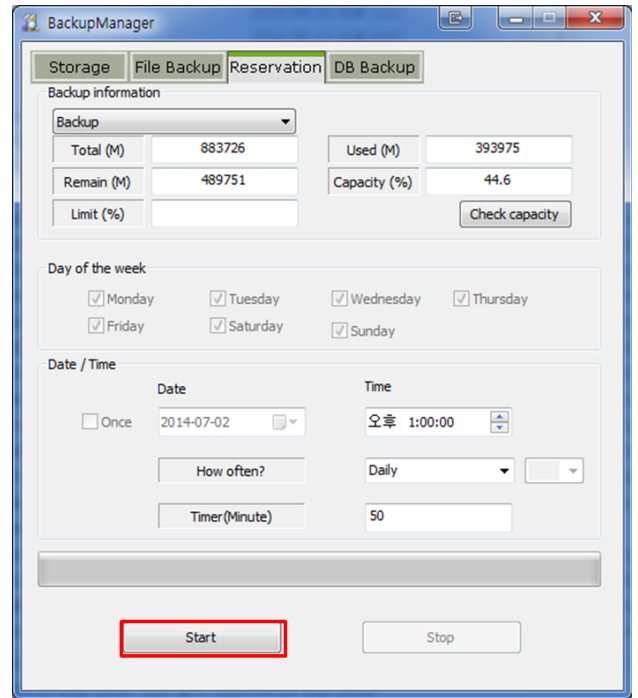 BackupManager
Storage File Backup Reservation DB Backup
Backup information
Backup
Total (M) 883726 Used (M) 393975
Remain (M) 489751 Capacity (%) 44.6
Limit (%) Check capacity
Day of the week
Monday Tuesday Wednesday Thursday
Friday Saturday Sunday
Date / Time
Date Time
Once 2014-07-02 오후 1:00:00
How often? Daily
Timer(Minute) 50
Start Stop